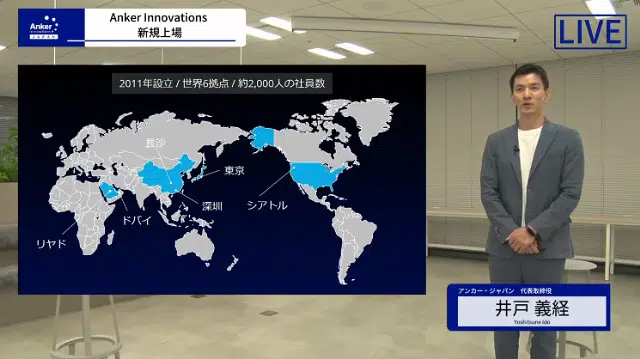 Anker
JAPAN
Anker Innovations
新規上場
LIVE
2011年設立 / 世界6拠点 / 約2,000人の社員数
長沙
東京
深圳
シアトル
ドバイ
リヤド
アンカー・ジャパン 代表取締役
井戸 義経
Yoshitsune Ido